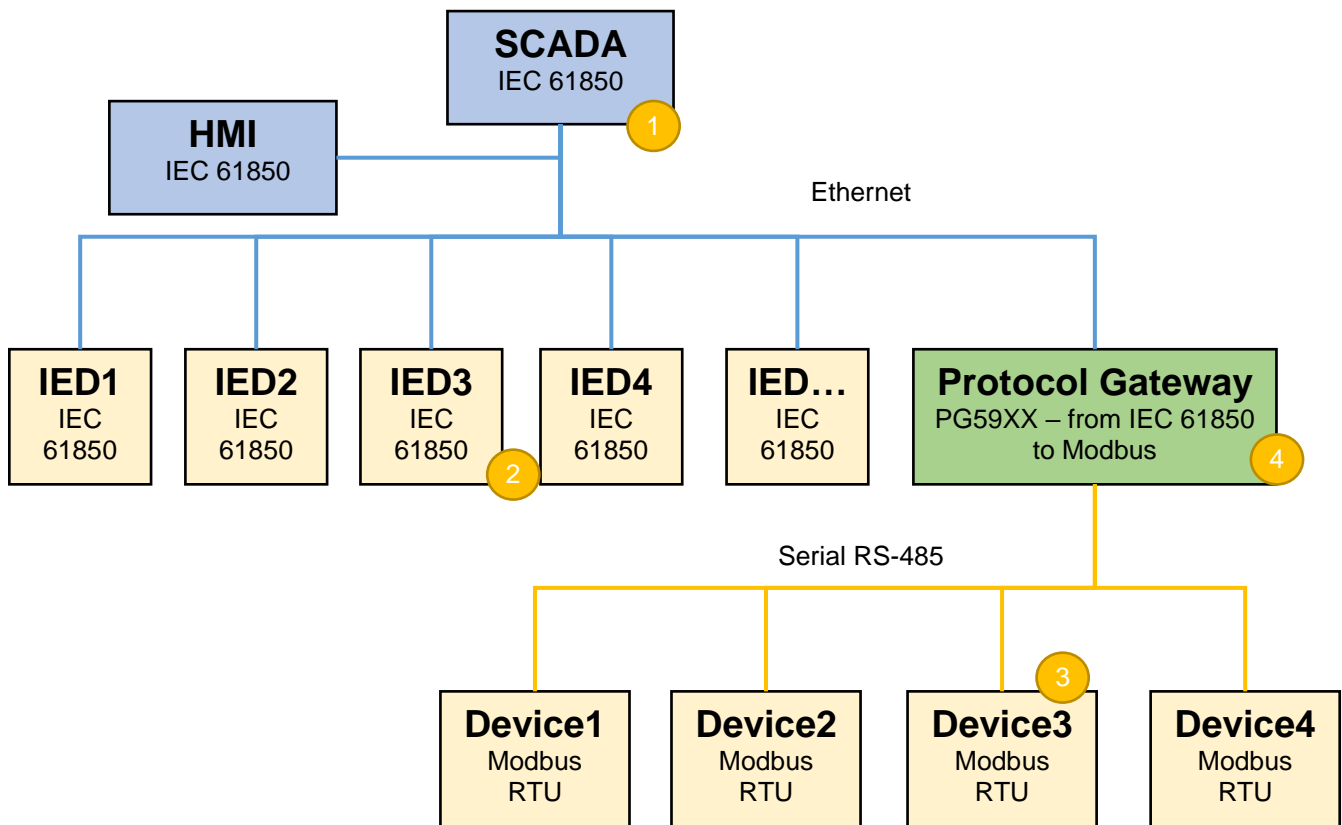 SCADA
IEC 61850
1
HMI
IEC 61850
Ethernet
IED1
IEC
61850
IED2
IEC
61850
IED3
IEC
61850
2
IED4
IEC
61850
IED…
IEC
61850
Protocol Gateway
PG59XX – from IEC 61850
to Modbus
4
Serial RS-485
Device1
Modbus
RTU
Device2
Modbus
RTU
3
Device3
Modbus
RTU
Device4
Modbus
RTU